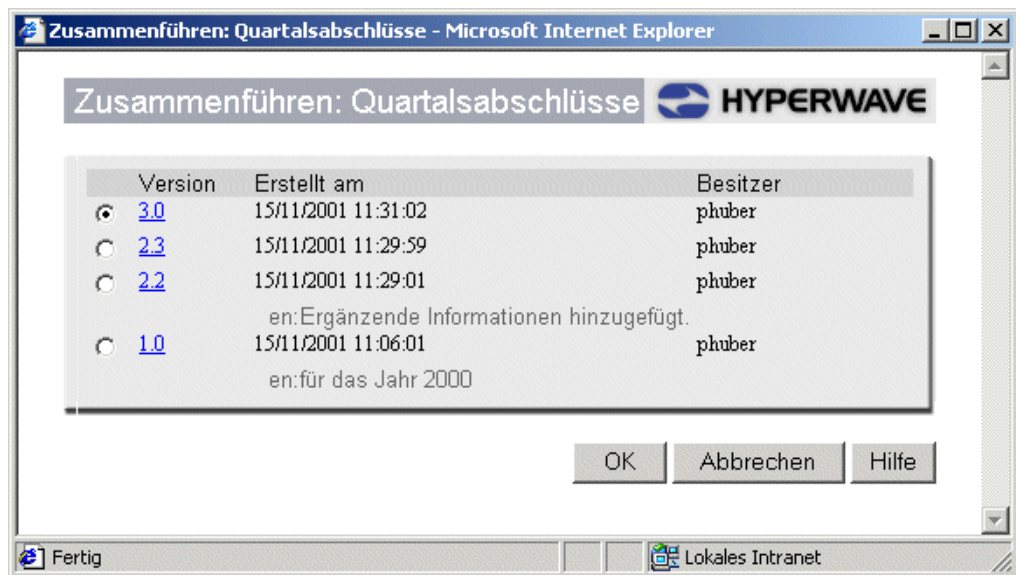 Zusammenführen: Quartalsabschlüsse - Microsoft Internet Explorer
Zusammenführen: Quartalsabschlüsse HYPERWAVE
Version Erstellt am Besitzer
3.0 15/11/2001 11:31:02 phuber
2.3 15/11/2001 11:29:59 phuber
2.2 15/11/2001 11:29:01 phuber
en:Ergänzende Informationen hinzugefügt.
1.0 15/11/2001 11:06:01 phuber
en:für das Jahr 2000
OK Abbrechen Hilfe
Fertig Lokales Intranet